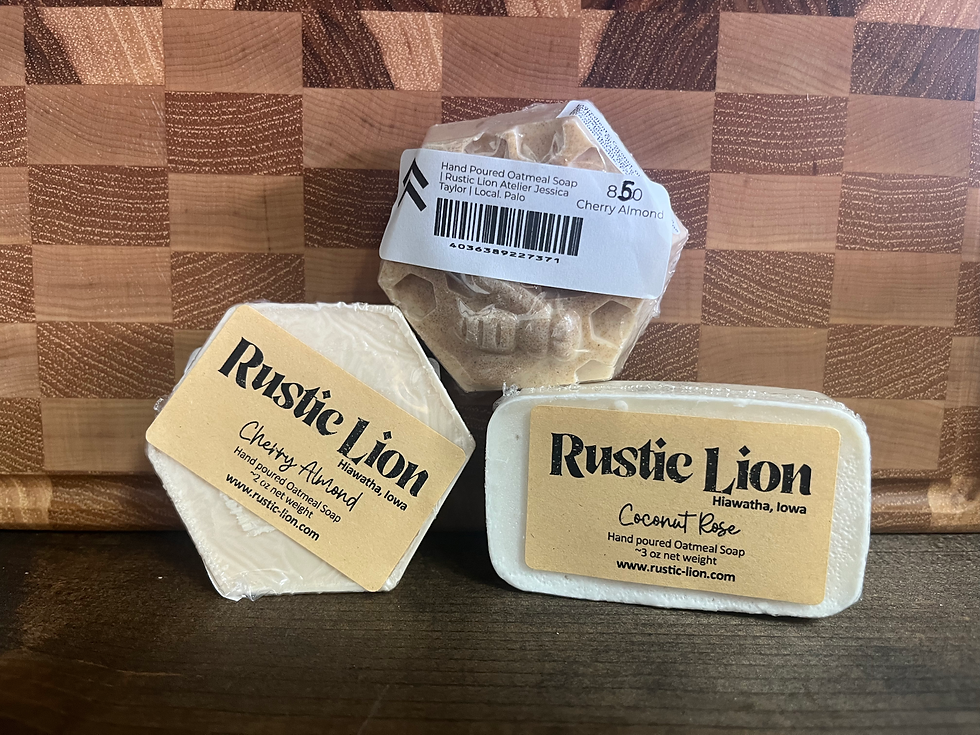 Hand Poured Oatmeal Soap
| Rustic Lion Atelier Jessica
Taylor | Local. Palo
8.50
Cherry Almond
4036389227371
Rustic Lion
Hiawatha, Iowa
Cherry Almond
Hand poured Oatmeal Soap
~2 oz net weight
www.rustic-lion.com
Rustic Lion
Hiawatha, Iowa
Coconut Rose
Hand poured Oatmeal Soap
~3 oz net weight
www.rustic-lion.com